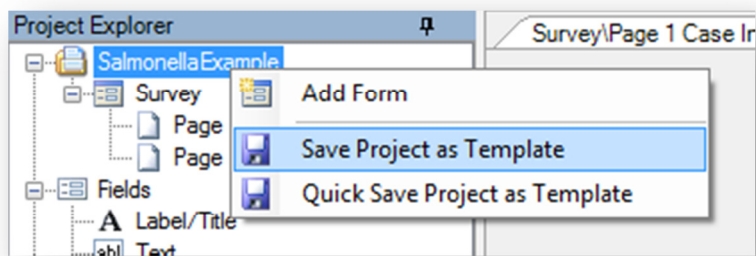 Project Explorer
Survey\Page 1 Case In
SalmonellaExample
Survey
Add Form
Page
Save Project as Template
Page
Quick Save Project as Template
Fields
A Label/Title
abl Text